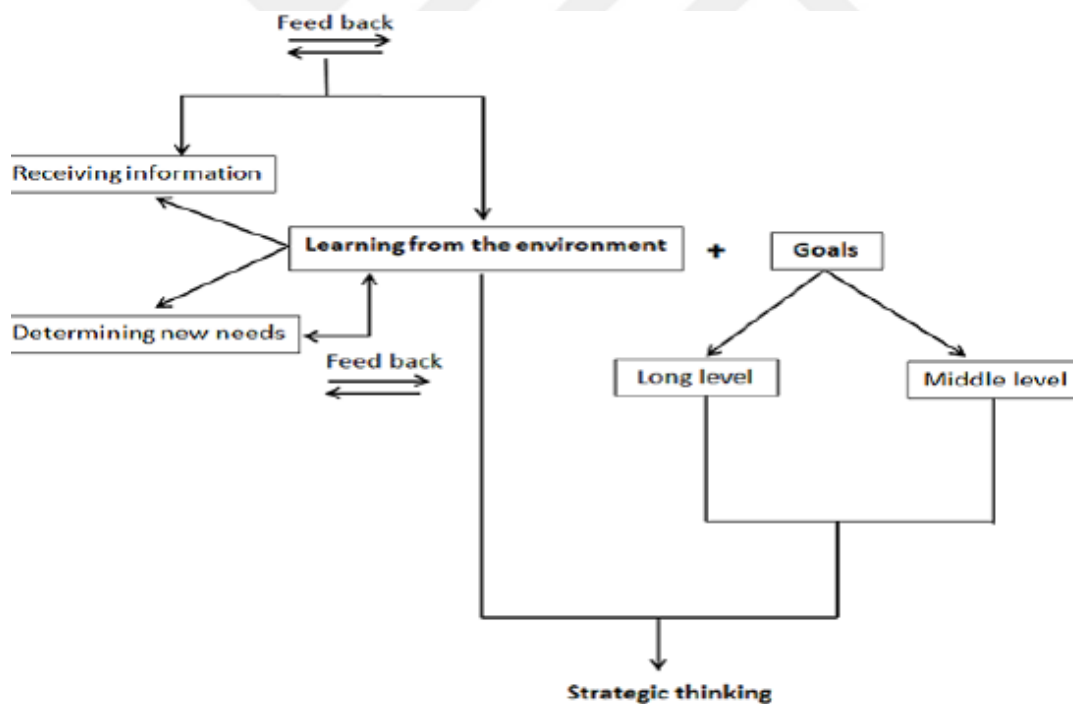 Feed back
Receiving information
Learning from the environment + Goals
Determining new needs
Feed back
Long level
Middle level
Strategic thinking